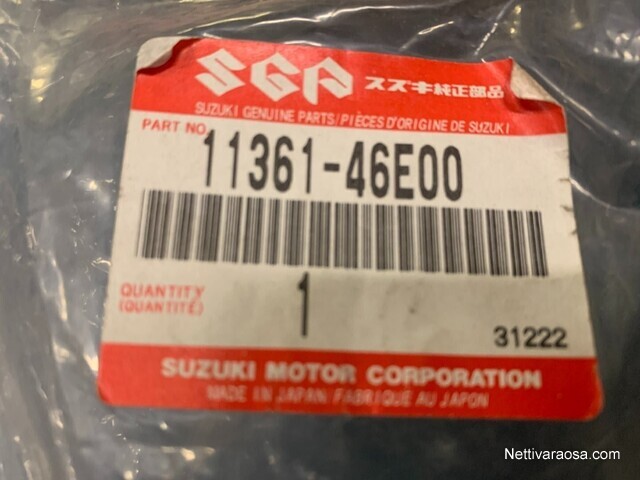 SGP スズキ純正部品
SUZUKI GENUINE PARTS/PIÈCES D'ORIGINE DE SUZUKI
PART NO.
11361-46E00
QUANTITY
(QUANTITÉ)
1
31222
SUZUKI MOTOR CORPORATION
MADE IN JAPAN/FABRIQUE AU JAPON
Nettivaraosa.com